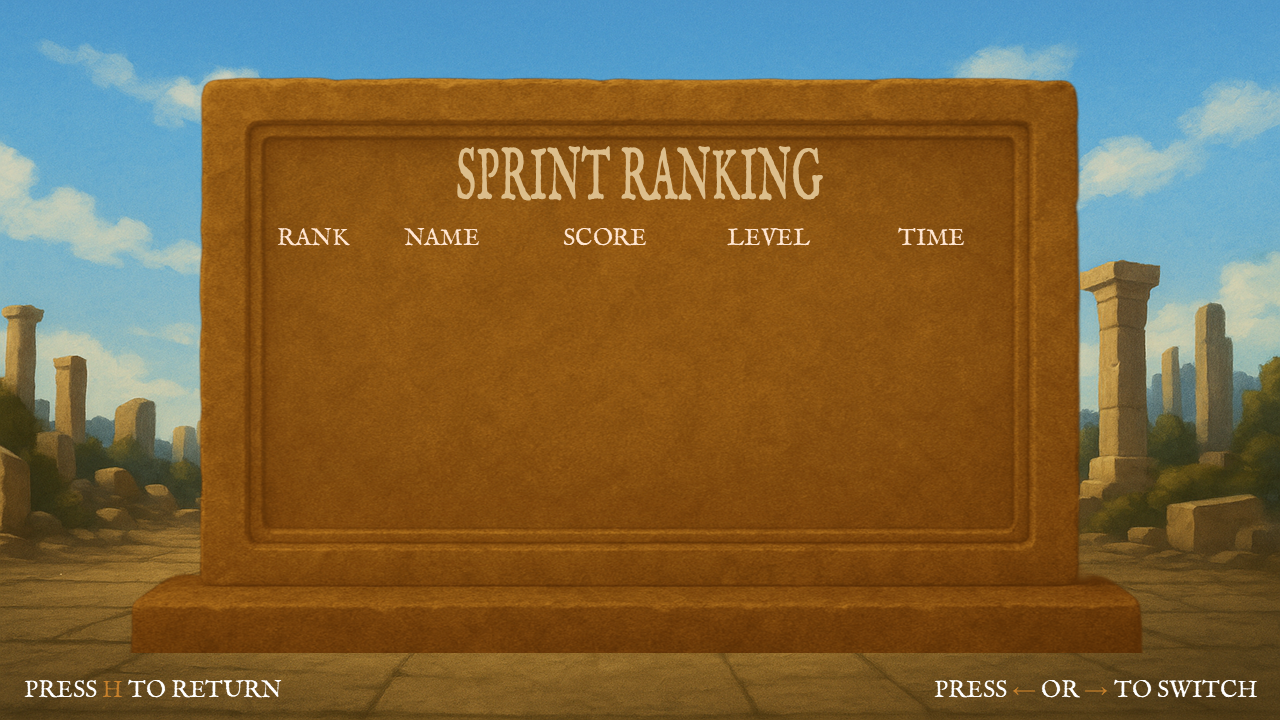 SPRINT RANKING
RANK NAME SCORE LEVEL TIME
PRESS H TO RETURN
PRESS ← OR → TO SWITCH